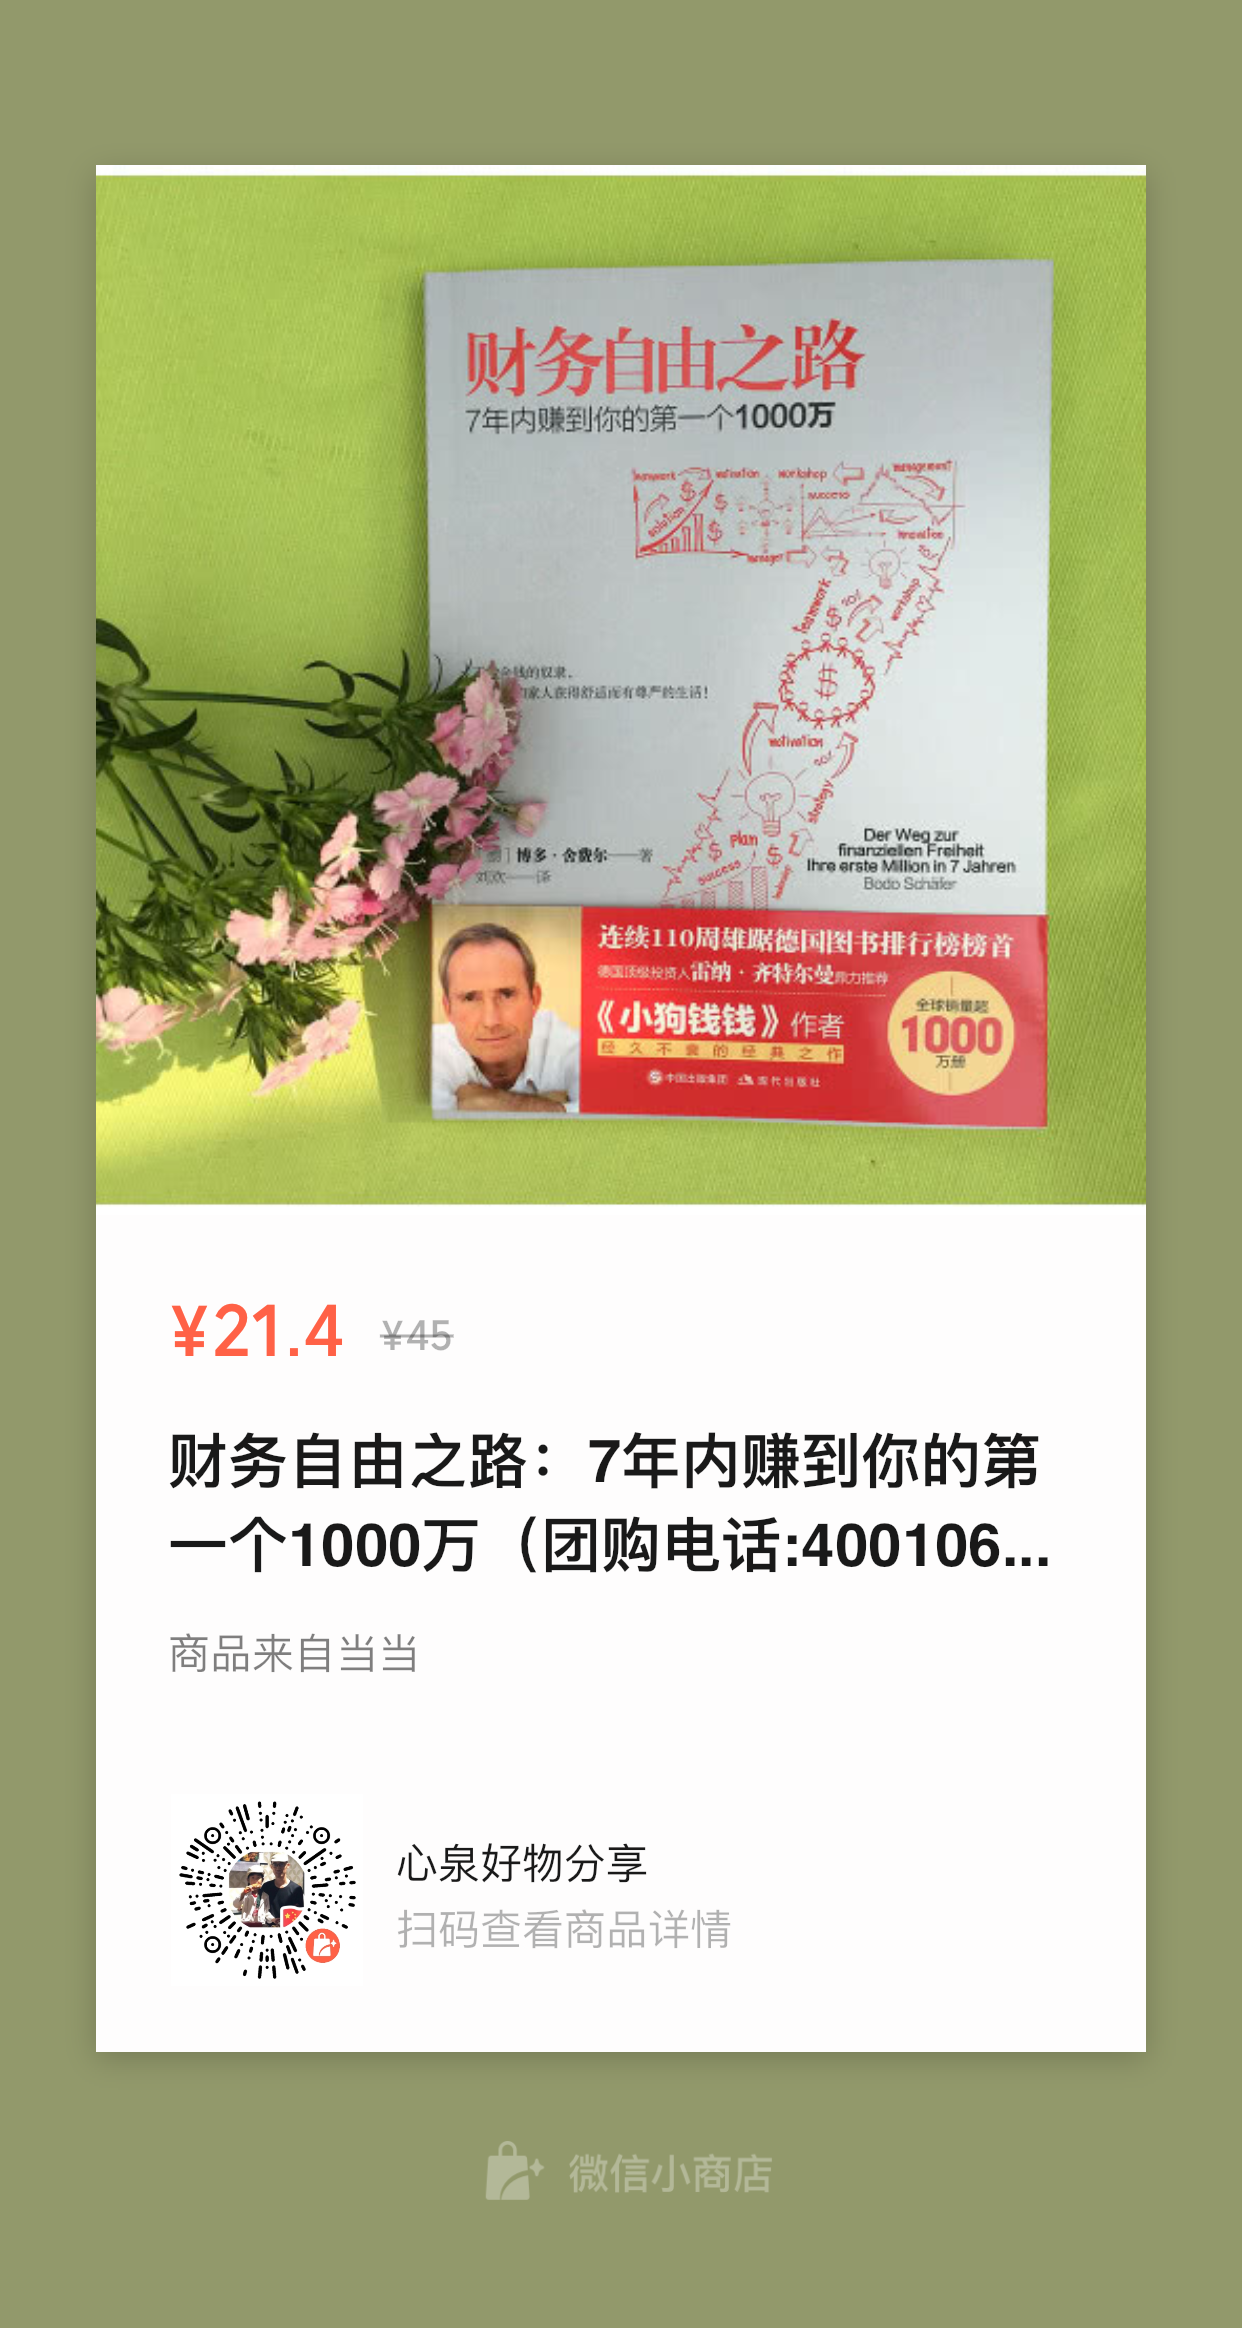 财务自由之路
7年内赚到你的第一个1000万
teamwork
motivation
workshop
management
success
solution
$
$
$
innovation
manager
teamwork
$
workshop
$
motivation
strategy
plan
$
$
success
金钱的奴隶、
家人获得舒适而有尊严的生活!
博多·舍费尔——著
刘欢——译
Der Weg zur
finanziellen Freiheit
Ihre erste Million in 7 Jahren
Bodo Schäfer
连续110周雄踞德国图书排行榜榜首
德国顶级投资人雷纳·齐特尔曼鼎力推荐
《小狗钱钱》作者
经久不衰的经典之作
中国出版集团 现代出版社
全球销量超
1000
万册
¥21.4 ¥45
财务自由之路：7年内赚到你的第
一个1000万（团购电话:400106...
商品来自当当
心泉好物分享
扫码查看商品详情
微信小商店